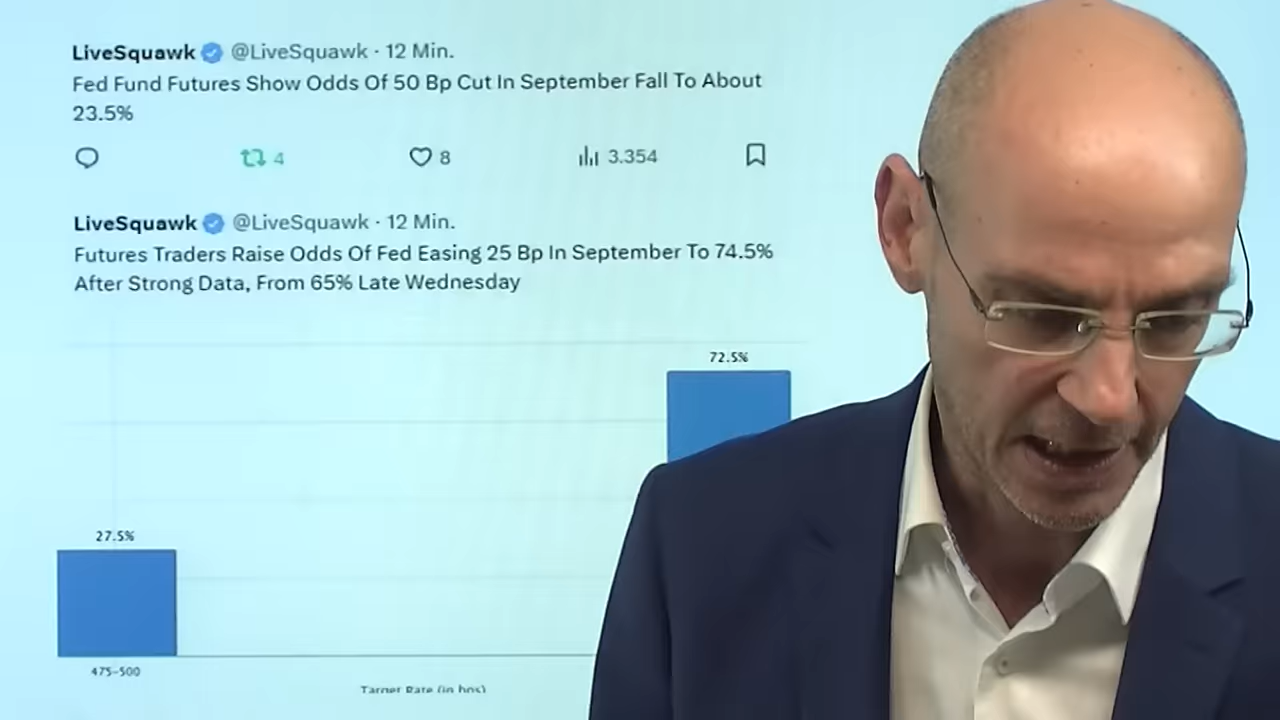 LiveSquawk @LiveSquawk · 12 Min.
Fed Fund Futures Show Odds Of 50 Bp Cut In September Fall To About
23.5%
4 8 3.354
LiveSquawk @LiveSquawk · 12 Min.
Futures Traders Raise Odds Of Fed Easing 25 Bp In September To 74.5%
After Strong Data, From 65% Late Wednesday
72.5%
27.5%
475–500
Target Rate (in bps)